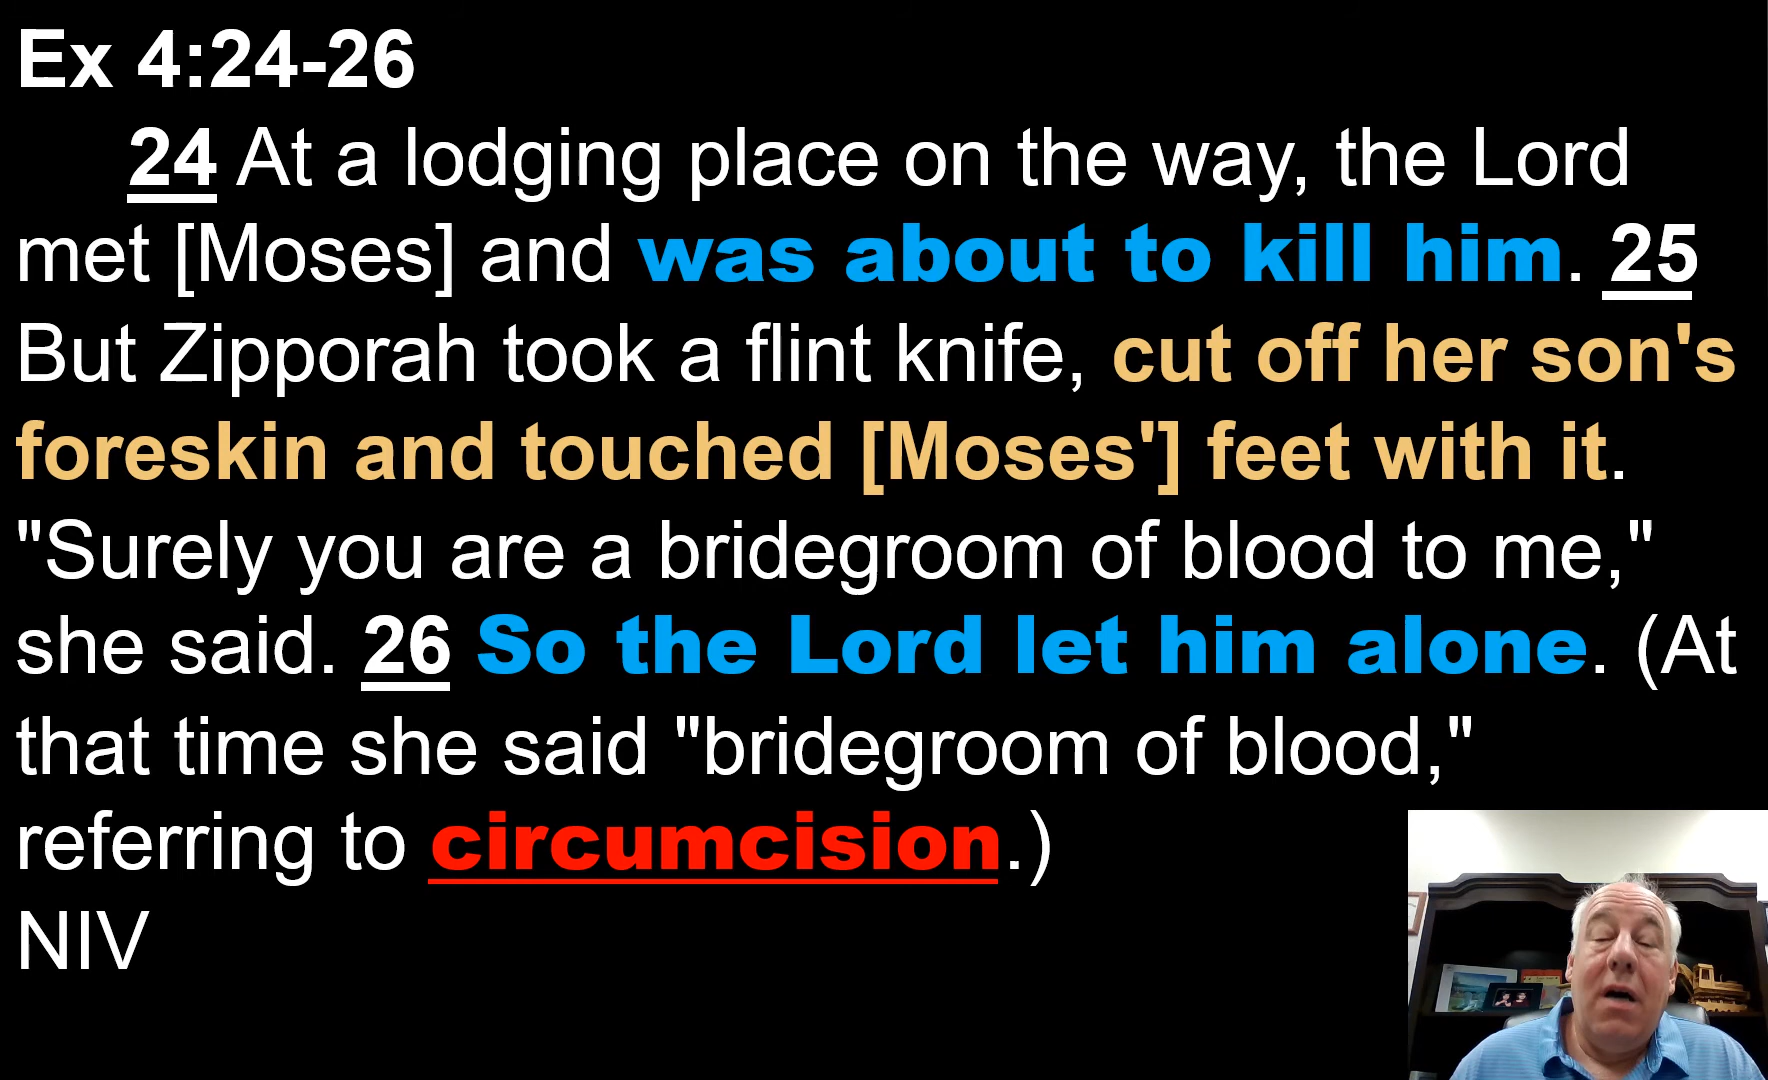 Ex 4:24-26
24 At a lodging place on the way, the Lord
met [Moses] and was about to kill him. 25
But Zipporah took a flint knife, cut off her son's
foreskin and touched [Moses'] feet with it.
"Surely you are a bridegroom of blood to me,"
she said. 26 So the Lord let him alone. (At
that time she said "bridegroom of blood,"
referring to circumcision.)
NIV